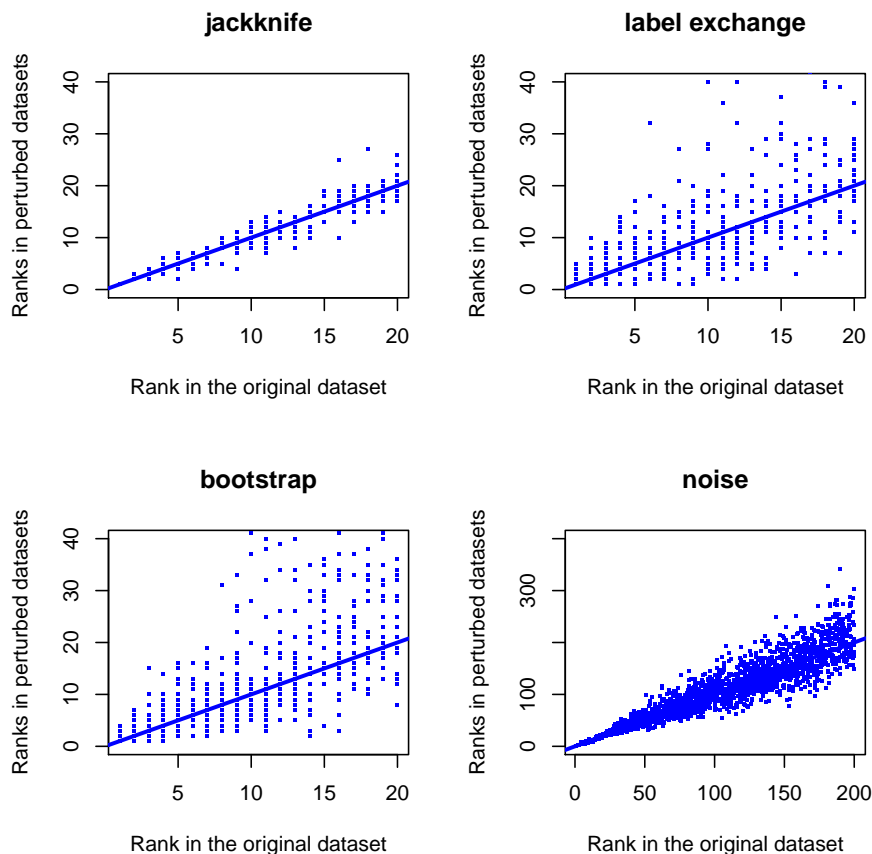 jackknife
Ranks in perturbed datasets
40
30
20
10
0
5 10 15 20
Rank in the original dataset
label exchange
Ranks in perturbed datasets
40
30
20
10
0
5 10 15 20
Rank in the original dataset
bootstrap
Ranks in perturbed datasets
40
30
20
10
0
5 10 15 20
Rank in the original dataset
noise
Ranks in perturbed datasets
300
100
0
0 50 100 150 200
Rank in the original dataset